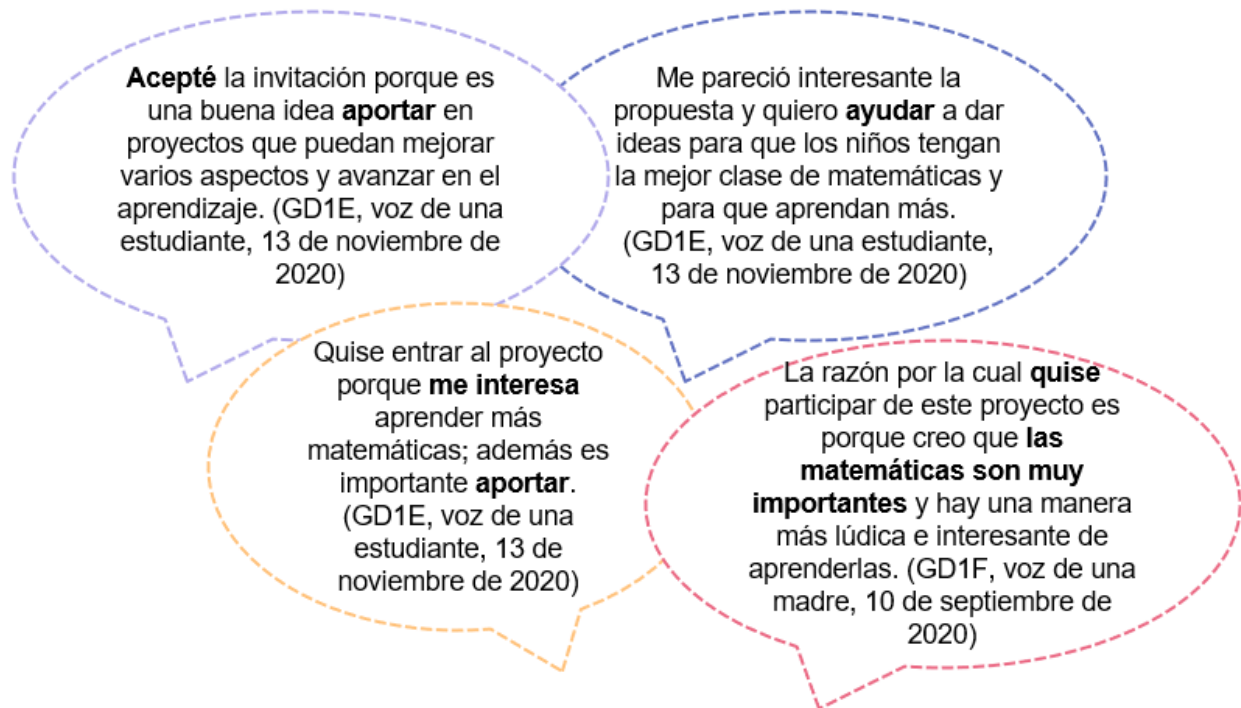 Acepté la invitación porque es
una buena idea aportar en
proyectos que puedan mejorar
varios aspectos y avanzar en el
aprendizaje. (GD1E, voz de una
estudiante, 13 de noviembre de
2020)
Me pareció interesante la
propuesta y quiero ayudar a dar
ideas para que los niños tengan
la mejor clase de matemáticas y
para que aprendan más.
(GD1E, voz de una estudiante,
13 de noviembre de 2020)
Quise entrar al proyecto
porque me interesa
aprender más
matemáticas; además es
importante aportar.
(GD1E, voz de una
estudiante, 13 de
noviembre de 2020)
La razón por la cual quise
participar de este proyecto es
porque creo que las
matemáticas son muy
importantes y hay una manera
más lúdica e interesante de
aprenderlas. (GD1F, voz de una
madre, 10 de septiembre de
2020)